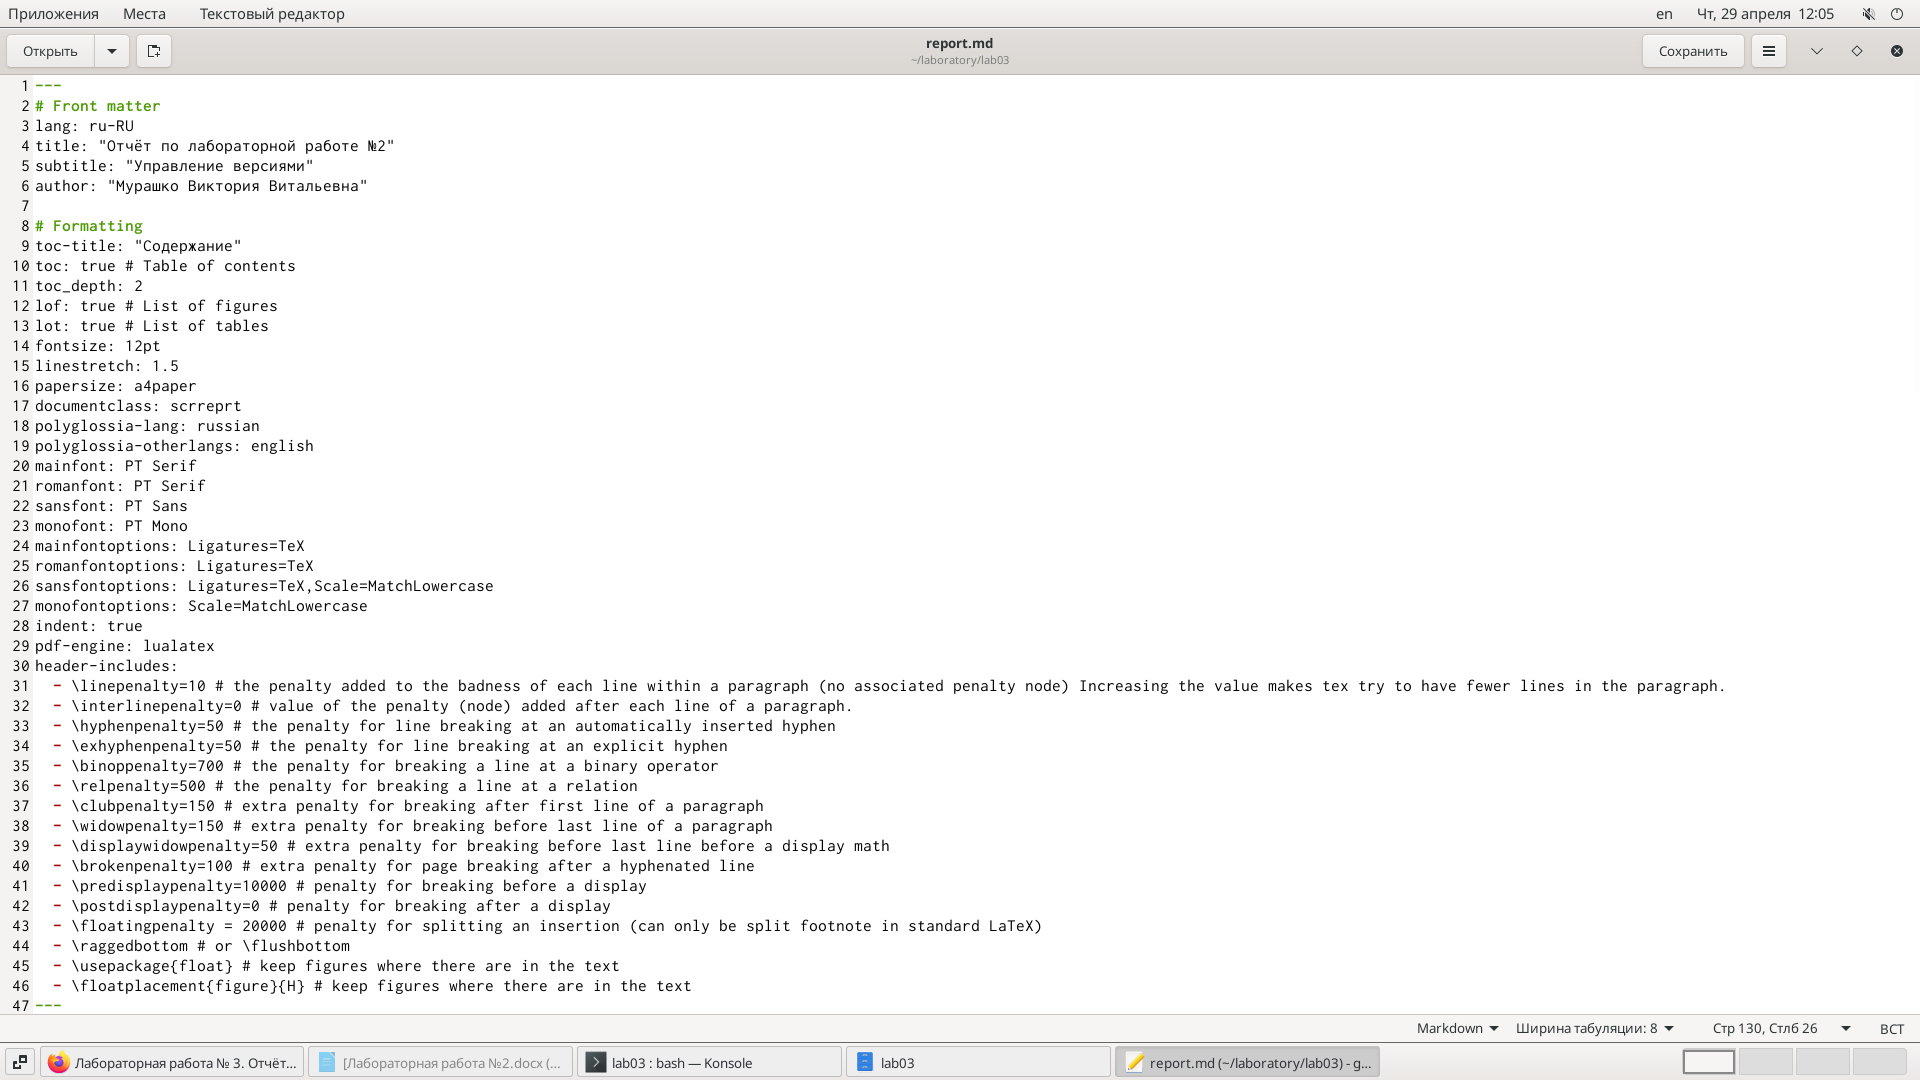 Приложения Места Текстовый редактор en Чт, 29 апреля 12:05
Открыть report.md Сохранить
~/laboratory/lab03
1 ---
2 # Front matter
3 lang: ru-RU
4 title: "Отчёт по лабораторной работе №2"
5 subtitle: "Управление версиями"
6 author: "Мурашко Виктория Витальевна"
7
8 # Formatting
9 toc-title: "Содержание"
10 toc: true # Table of contents
11 toc_depth: 2
12 lof: true # List of figures
13 lot: true # List of tables
14 fontsize: 12pt
15 linestretch: 1.5
16 papersize: a4paper
17 documentclass: scrreprt
18 polyglossia-lang: russian
19 polyglossia-otherlangs: english
20 mainfont: PT Serif
21 romanfont: PT Serif
22 sansfont: PT Sans
23 monofont: PT Mono
24 mainfontoptions: Ligatures=TeX
25 romanfontoptions: Ligatures=TeX
26 sansfontoptions: Ligatures=TeX,Scale=MatchLowercase
27 monofontoptions: Scale=MatchLowercase
28 indent: true
29 pdf-engine: lualatex
30 header-includes:
31   - \linepenalty=10 # the penalty added to the badness of each line within a paragraph (no associated penalty node) Increasing the value makes tex try to have fewer lines in the paragraph.
32   - \interlinepenalty=0 # value of the penalty (node) added after each line of a paragraph.
33   - \hyphenpenalty=50 # the penalty for line breaking at an automatically inserted hyphen
34   - \exhyphenpenalty=50 # the penalty for line breaking at an explicit hyphen
35   - \binoppenalty=700 # the penalty for breaking a line at a binary operator
36   - \relpenalty=500 # the penalty for breaking a line at a relation
37   - \clubpenalty=150 # extra penalty for breaking after first line of a paragraph
38   - \widowpenalty=150 # extra penalty for breaking before last line of a paragraph
39   - \displaywidowpenalty=50 # extra penalty for breaking before last line before a display math
40   - \brokenpenalty=100 # extra penalty for page breaking after a hyphenated line
41   - \predisplaypenalty=10000 # penalty for breaking before a display
42   - \postdisplaypenalty=0 # penalty for breaking after a display
43   - \floatingpenalty = 20000 # penalty for splitting an insertion (can only be split footnote in standard LaTeX)
44   - \raggedbottom # or \flushbottom
45   - \usepackage{float} # keep figures where there are in the text
46   - \floatplacement{figure}{H} # keep figures where there are in the text
47 ---
Markdown Ширина табуляции: 8 Стр 130, Стлб 26 ВСТ
Лабораторная работа № 3. Отчёт... [Лабораторная работа №2.docx (... lab03 : bash — Konsole lab03 report.md (~/laboratory/lab03) - g...